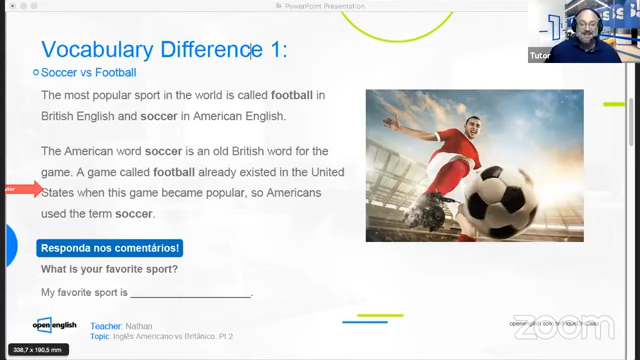 PowerPoint Presentation
Vocabulary Difference 1:
Soccer vs Football
The most popular sport in the world is called football in
British English and soccer in American English.
The American word soccer is an old British word for the
game. A game called football already existed in the United
States when this game became popular, so Americans
used the term soccer.
Responda nos comentários!
What is your favorite sport?
My favorite sport is ____________________.
openenglish
Teacher: Nathan
Topic: Inglês Americano vs Britânico: Pt 2
338,7 x 190,5 mm
Tutor
zoom